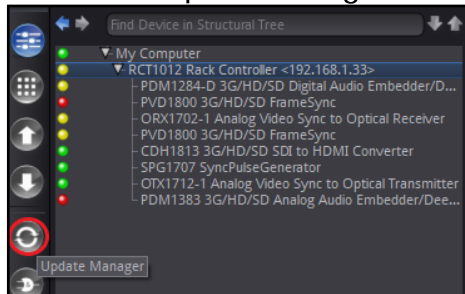 Find Device in Structural Tree
My Computer
RCT1012 Rack Controller <192.168.1.33>
PDM1284-D 3G/HD/SD Digital Audio Embedder/D...
PVD1800 3G/HD/SD FrameSync
ORX1702-1 Analog Video Sync to Optical Receiver
PVD1800 3G/HD/SD FrameSync
CDH1813 3G/HD/SD SDI to HDMI Converter
SPG1707 SyncPulseGenerator
OTX1712-1 Analog Video Sync to Optical Transmitter
PDM1383 3G/HD/SD Analog Audio Embedder/Dee...
Update Manager